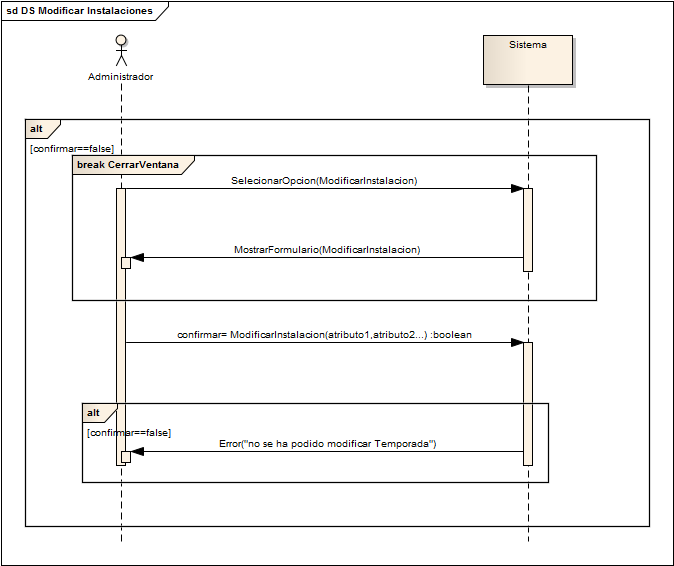 sd DS Modificar Instalaciones
Administrador
Sistema
alt
[confirmar==false]
break CerrarVentana
SelecionarOpcion(ModificarInstalacion)
MostrarFormulario(ModificarInstalacion)
confirmar= ModificarInstalacion(atributo1,atributo2...) :boolean
alt
[confirmar==false]
Error("no se ha podido modificar Temporada")